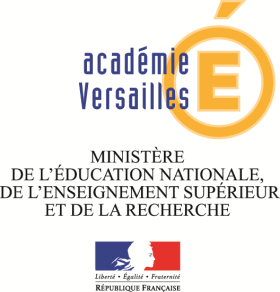 académie
Versailles
É
MINISTÈRE
DE L'ÉDUCATION NATIONALE,
DE L'ENSEIGNEMENT SUPÉRIEUR
ET DE LA RECHERCHE
Liberté • Égalité • Fraternité
RÉPUBLIQUE FRANÇAISE